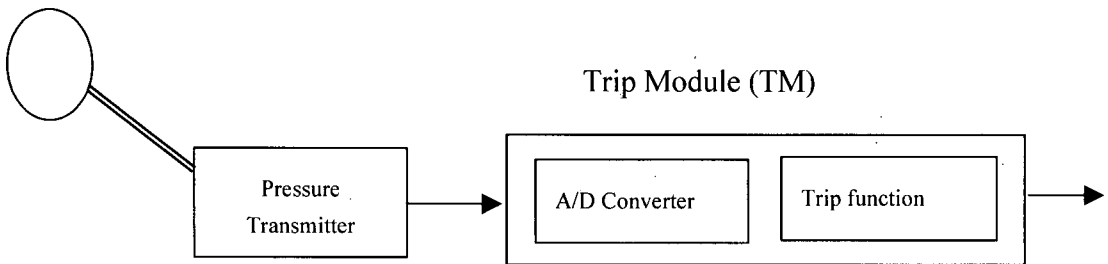 Trip Module (TM)
Pressure
Transmitter
A/D Converter
Trip function